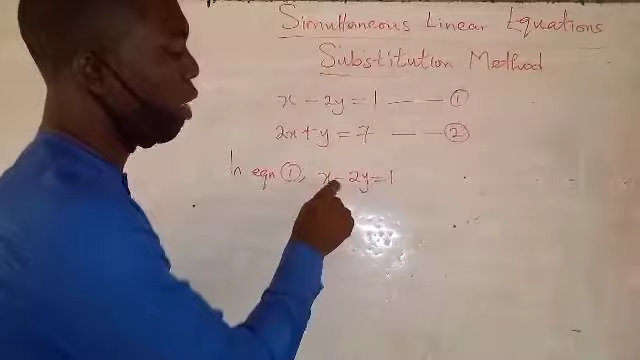 Simultaneous Linear Equations
Substitution Method
x - 2y = 1 ——— ①
2x + y = 7 ——— ②
In eqn ①, x - 2y = 1